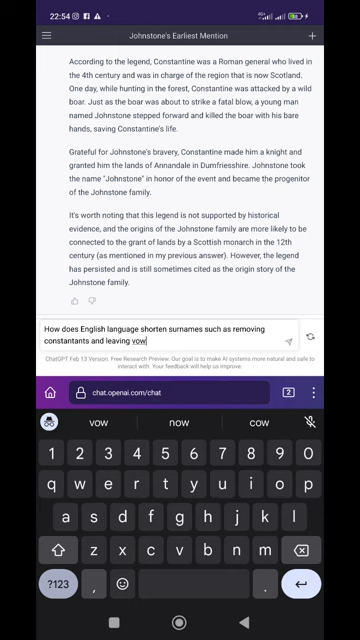 22:54
Johnstone's Earliest Mention
According to the legend, Constantine was a Roman general who lived in
the 4th century and was in charge of the region that is now Scotland.
One day, while hunting in the forest, Constantine was attacked by a wild
boar. Just as the boar was about to strike a fatal blow, a young man
named Johnstone stepped forward and killed the boar with his bare
hands, saving Constantine's life.
Grateful for Johnstone's bravery, Constantine made him a knight and
granted him the lands of Annandale in Dumfriesshire. Johnstone took
the name "Johnstone" in honor of the event and became the progenitor
of the Johnstone family.
It's worth noting that this legend is not supported by historical
evidence, and the origins of the Johnstone family are more likely to be
connected to the grant of lands by a Scottish monarch in the 12th
century (as mentioned in my previous answer). However, the legend
has persisted and is still sometimes cited as the origin story of the
Johnstone family.
How does English language shorten surnames such as removing
constantants and leaving vow
ChatGPT Feb 13 Version. Free Research Preview. Our goal is to make AI systems more natural and safe to
interact with. Your feedback will help us improve.
chat.openai.com/chat
2
vow now cow
1 2 3 4 5 6 7 8 9 0
q w e r t y u i o p
a s d f g h j k l
z x c v b n m
?123 , .